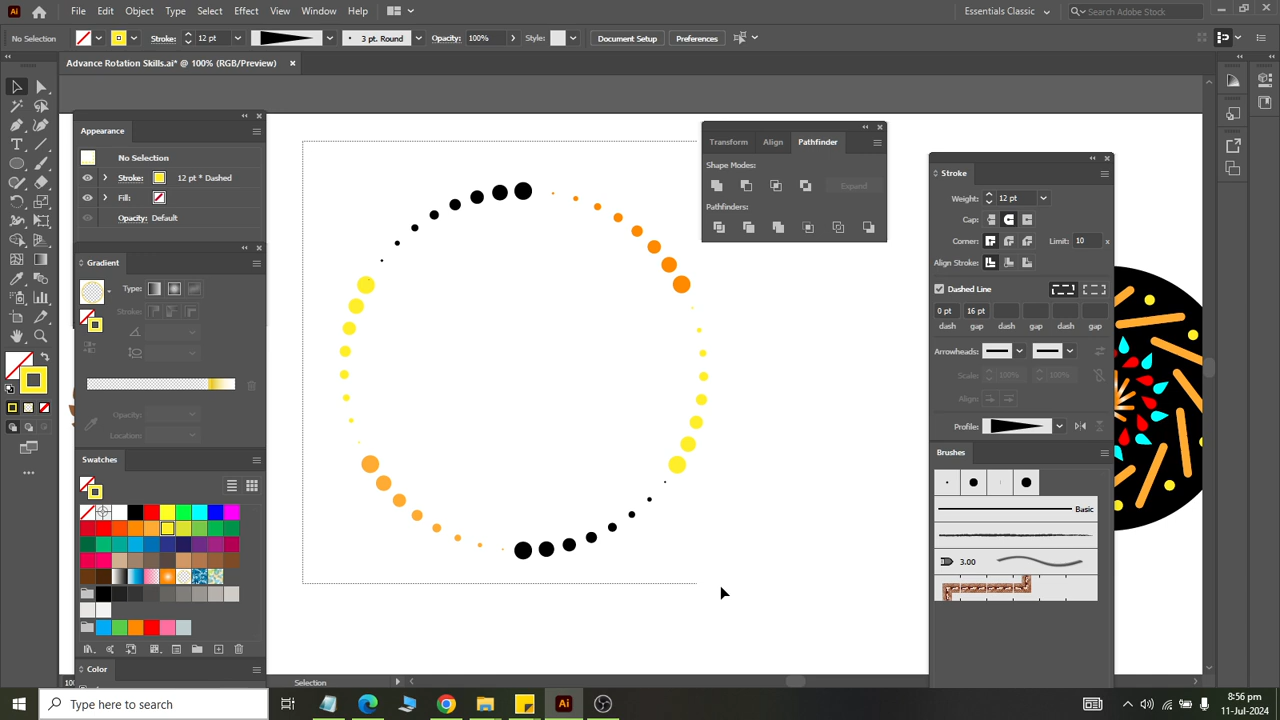 Ai File Edit Object Type Select Effect View Window Help Essentials Classic Search Adobe Stock
No Selection Stroke: 12 pt 3 pt. Round Opacity: 100% Style: Document Setup Preferences
Advance Rotation Skills.ai* @ 100% (RGB/Preview)
Appearance
No Selection
Stroke: 12 pt * Dashed
Fill:
Opacity: Default
Gradient
Type:
Stroke:
Opacity:
Location:
Swatches
Color
Transform Align Pathfinder
Shape Modes:
Expand
Pathfinders:
Stroke
Weight: 12 pt
Cap:
Corner: Limit: 10 x
Align Stroke:
Dashed Line
0 pt 16 pt
dash gap dash gap dash gap
Arrowheads:
Scale: 100% 100%
Align:
Profile:
Brushes
Basic
3.00
Selection
Type here to search
Ai
8:56 pm
11-Jul-2024